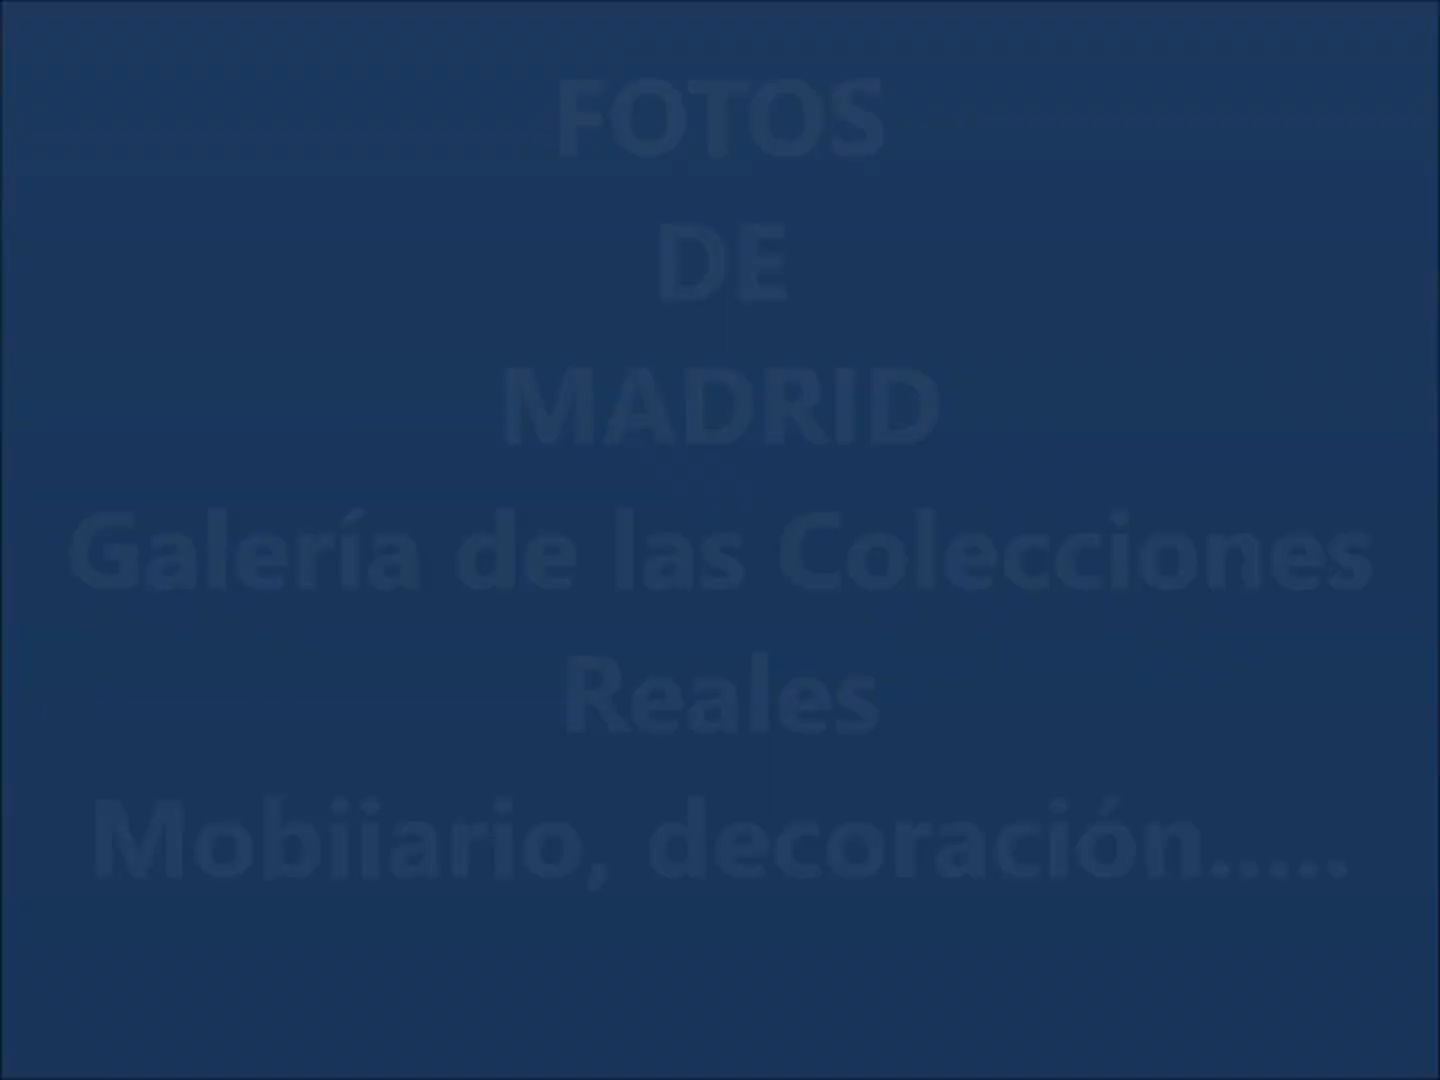 FOTOS
DE
MADRID
Galería de las Colecciones
Reales
Mobiiario, decoración.....